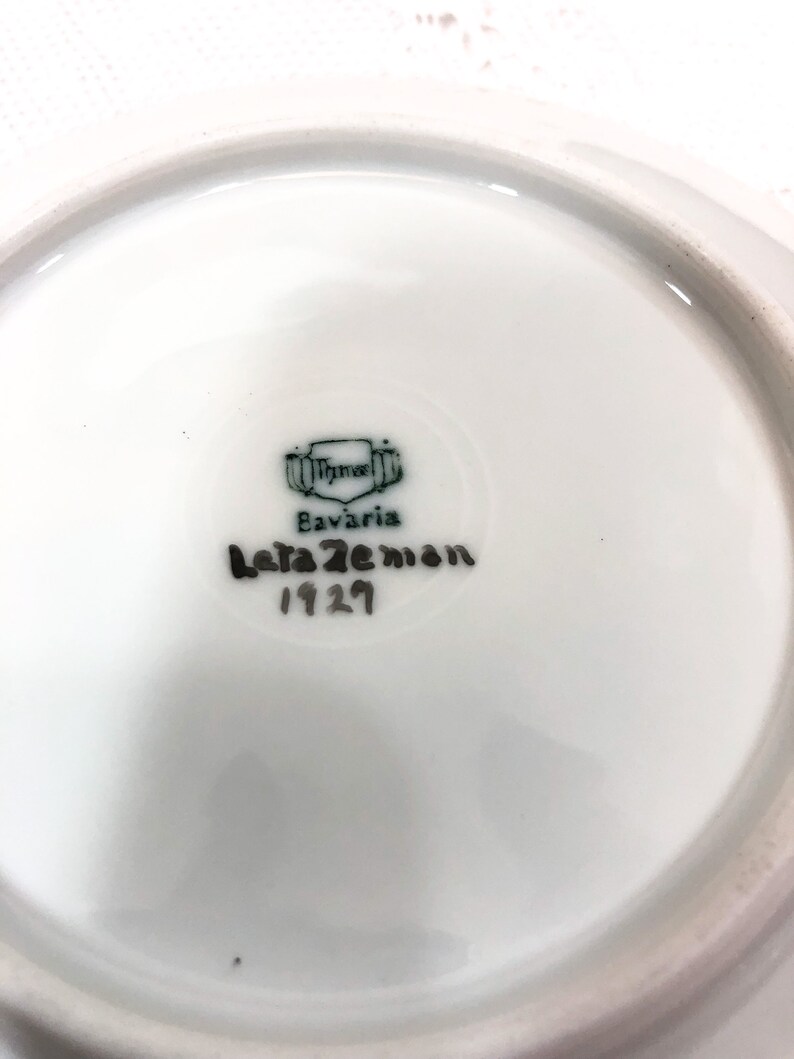 Thomas
Bavaria
Leta Zeman
1929